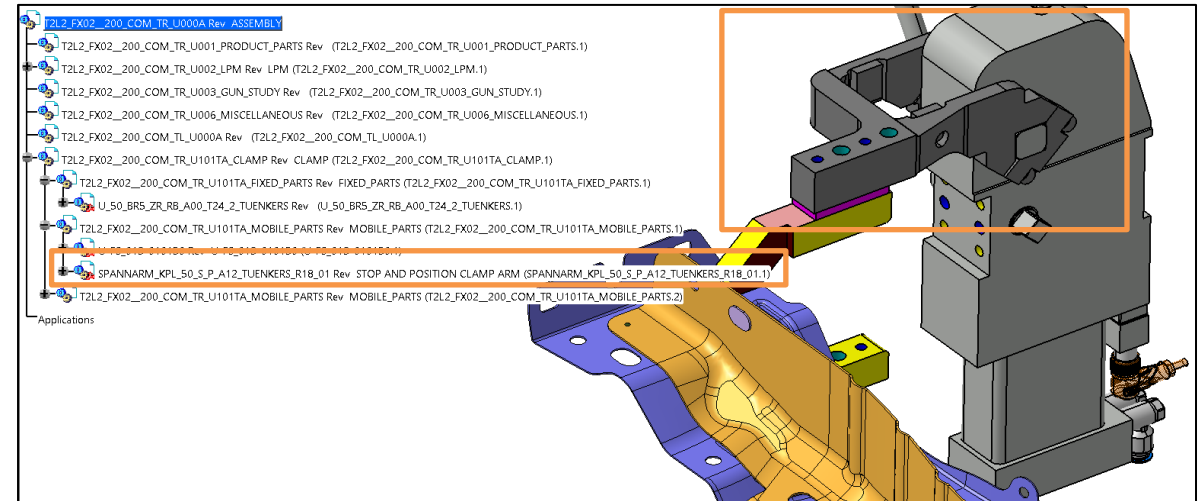 T2L2_FX02__200_COM_TR_U000A Rev ASSEMBLY
T2L2_FX02__200_COM_TR_U001_PRODUCT_PARTS Rev (T2L2_FX02__200_COM_TR_U001_PRODUCT_PARTS.1)
T2L2_FX02__200_COM_TR_U002_LPM Rev LPM (T2L2_FX02__200_COM_TR_U002_LPM.1)
T2L2_FX02__200_COM_TR_U003_GUN_STUDY Rev (T2L2_FX02__200_COM_TR_U003_GUN_STUDY.1)
T2L2_FX02__200_COM_TR_U006_MISCELLANEOUS Rev (T2L2_FX02__200_COM_TR_U006_MISCELLANEOUS.1)
T2L2_FX02__200_COM_TL_U000A Rev (T2L2_FX02__200_COM_TL_U000A.1)
T2L2_FX02__200_COM_TR_U101TA_CLAMP Rev CLAMP (T2L2_FX02__200_COM_TR_U101TA_CLAMP.1)
T2L2_FX02__200_COM_TR_U101TA_FIXED_PARTS Rev FIXED_PARTS (T2L2_FX02__200_COM_TR_U101TA_FIXED_PARTS.1)
U_50_BR5_ZR_RB_A00_T24_2_TUENKERS Rev (U_50_BR5_ZR_RB_A00_T24_2_TUENKERS.1)
T2L2_FX02__200_COM_TR_U101TA_MOBILE_PARTS Rev MOBILE_PARTS (T2L2_FX02__200_COM_TR_U101TA_MOBILE_PARTS.1)
SPANNARM_KPL_50_S_P_A12_TUENKERS_R18_01 Rev STOP AND POSITION CLAMP ARM (SPANNARM_KPL_50_S_P_A12_TUENKERS_R18_01.1)
T2L2_FX02__200_COM_TR_U101TA_MOBILE_PARTS Rev MOBILE_PARTS (T2L2_FX02__200_COM_TR_U101TA_MOBILE_PARTS.2)
Applications